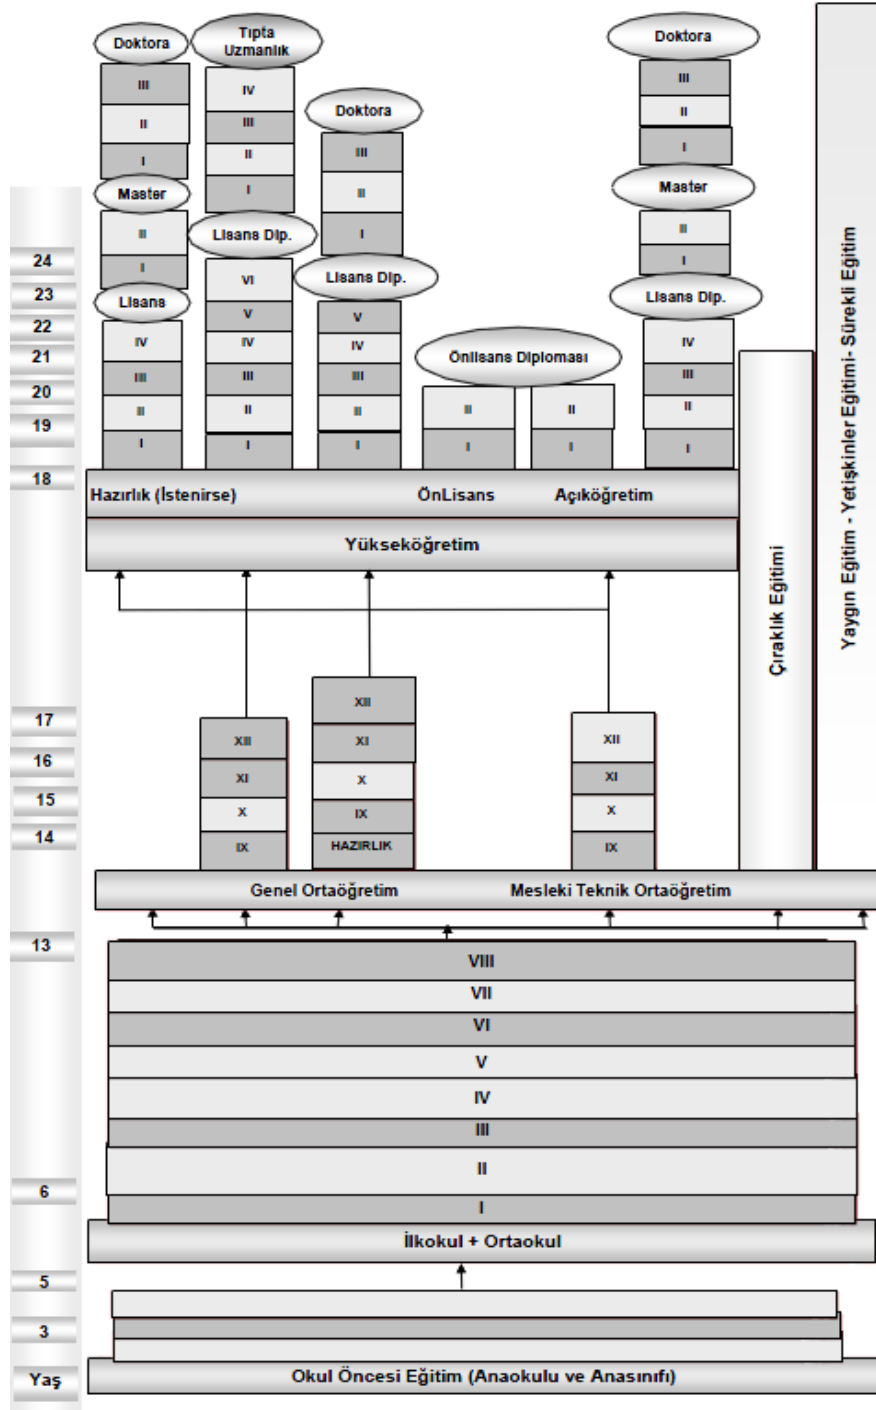 Doktora
III
II
I
Master
II
I
Lisans
IV
III
II
I
Tıpta
Uzmanlık
IV
III
II
I
Lisans Dip.
VI
V
IV
III
II
I
Doktora
III
II
I
Lisans Dip.
V
IV
III
II
I
Önlisans Diploması
II
I
II
I
Doktora
III
II
I
Master
II
I
Lisans Dip.
IV
III
II
I
24
23
22
21
20
19
18
Hazırlık (İstenirse)
ÖnLisans
Açıköğretim
Yükseköğretim
Çıraklık Eğitimi
Yaygın Eğitim - Yetişkinler Eğitimi- Sürekli Eğitim
17
16
15
14
XII
XI
X
IX
XII
XI
X
IX
HAZIRLIK
XII
XI
X
IX
Genel Ortaöğretim
Mesleki Teknik Ortaöğretim
13
VIII
VII
VI
V
IV
III
II
6
I
İlkokul + Ortaokul
5
3
Yaş
Okul Öncesi Eğitim (Anaokulu ve Anasınıfı)